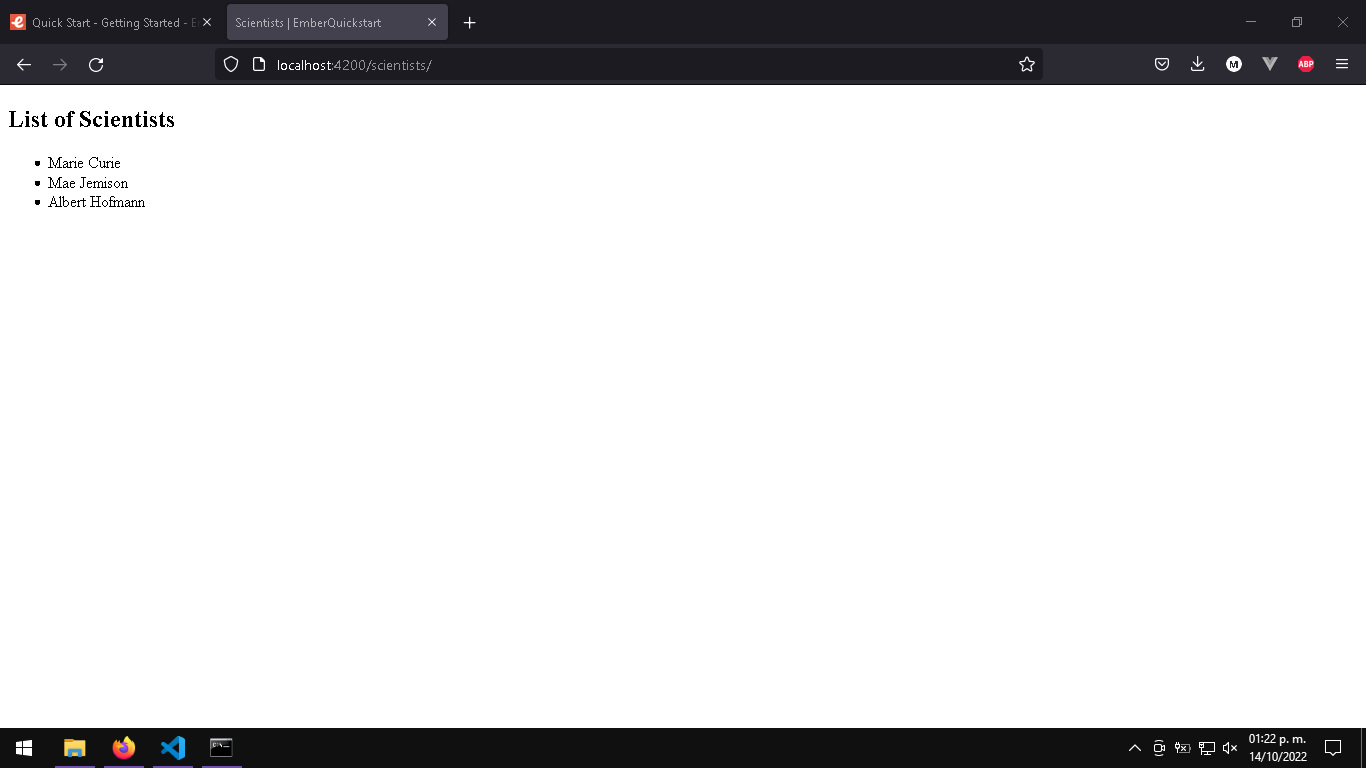 Quick Start - Getting Started - E
Scientists | EmberQuickstart
localhost:4200/scientists/
M
ABP
List of Scientists
Marie Curie
Mae Jemison
Albert Hofmann
01:22 p. m.
14/10/2022